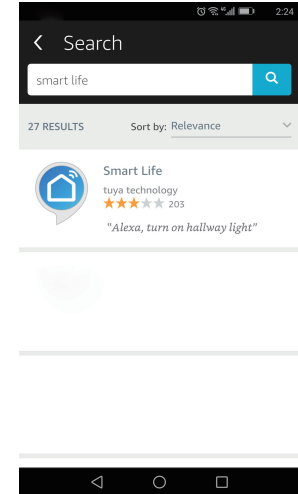 2:24
Search
smart life
27 RESULTS Sort by: Relevance
Smart Life
tuya technology
203
"Alexa, turn on hallway light"